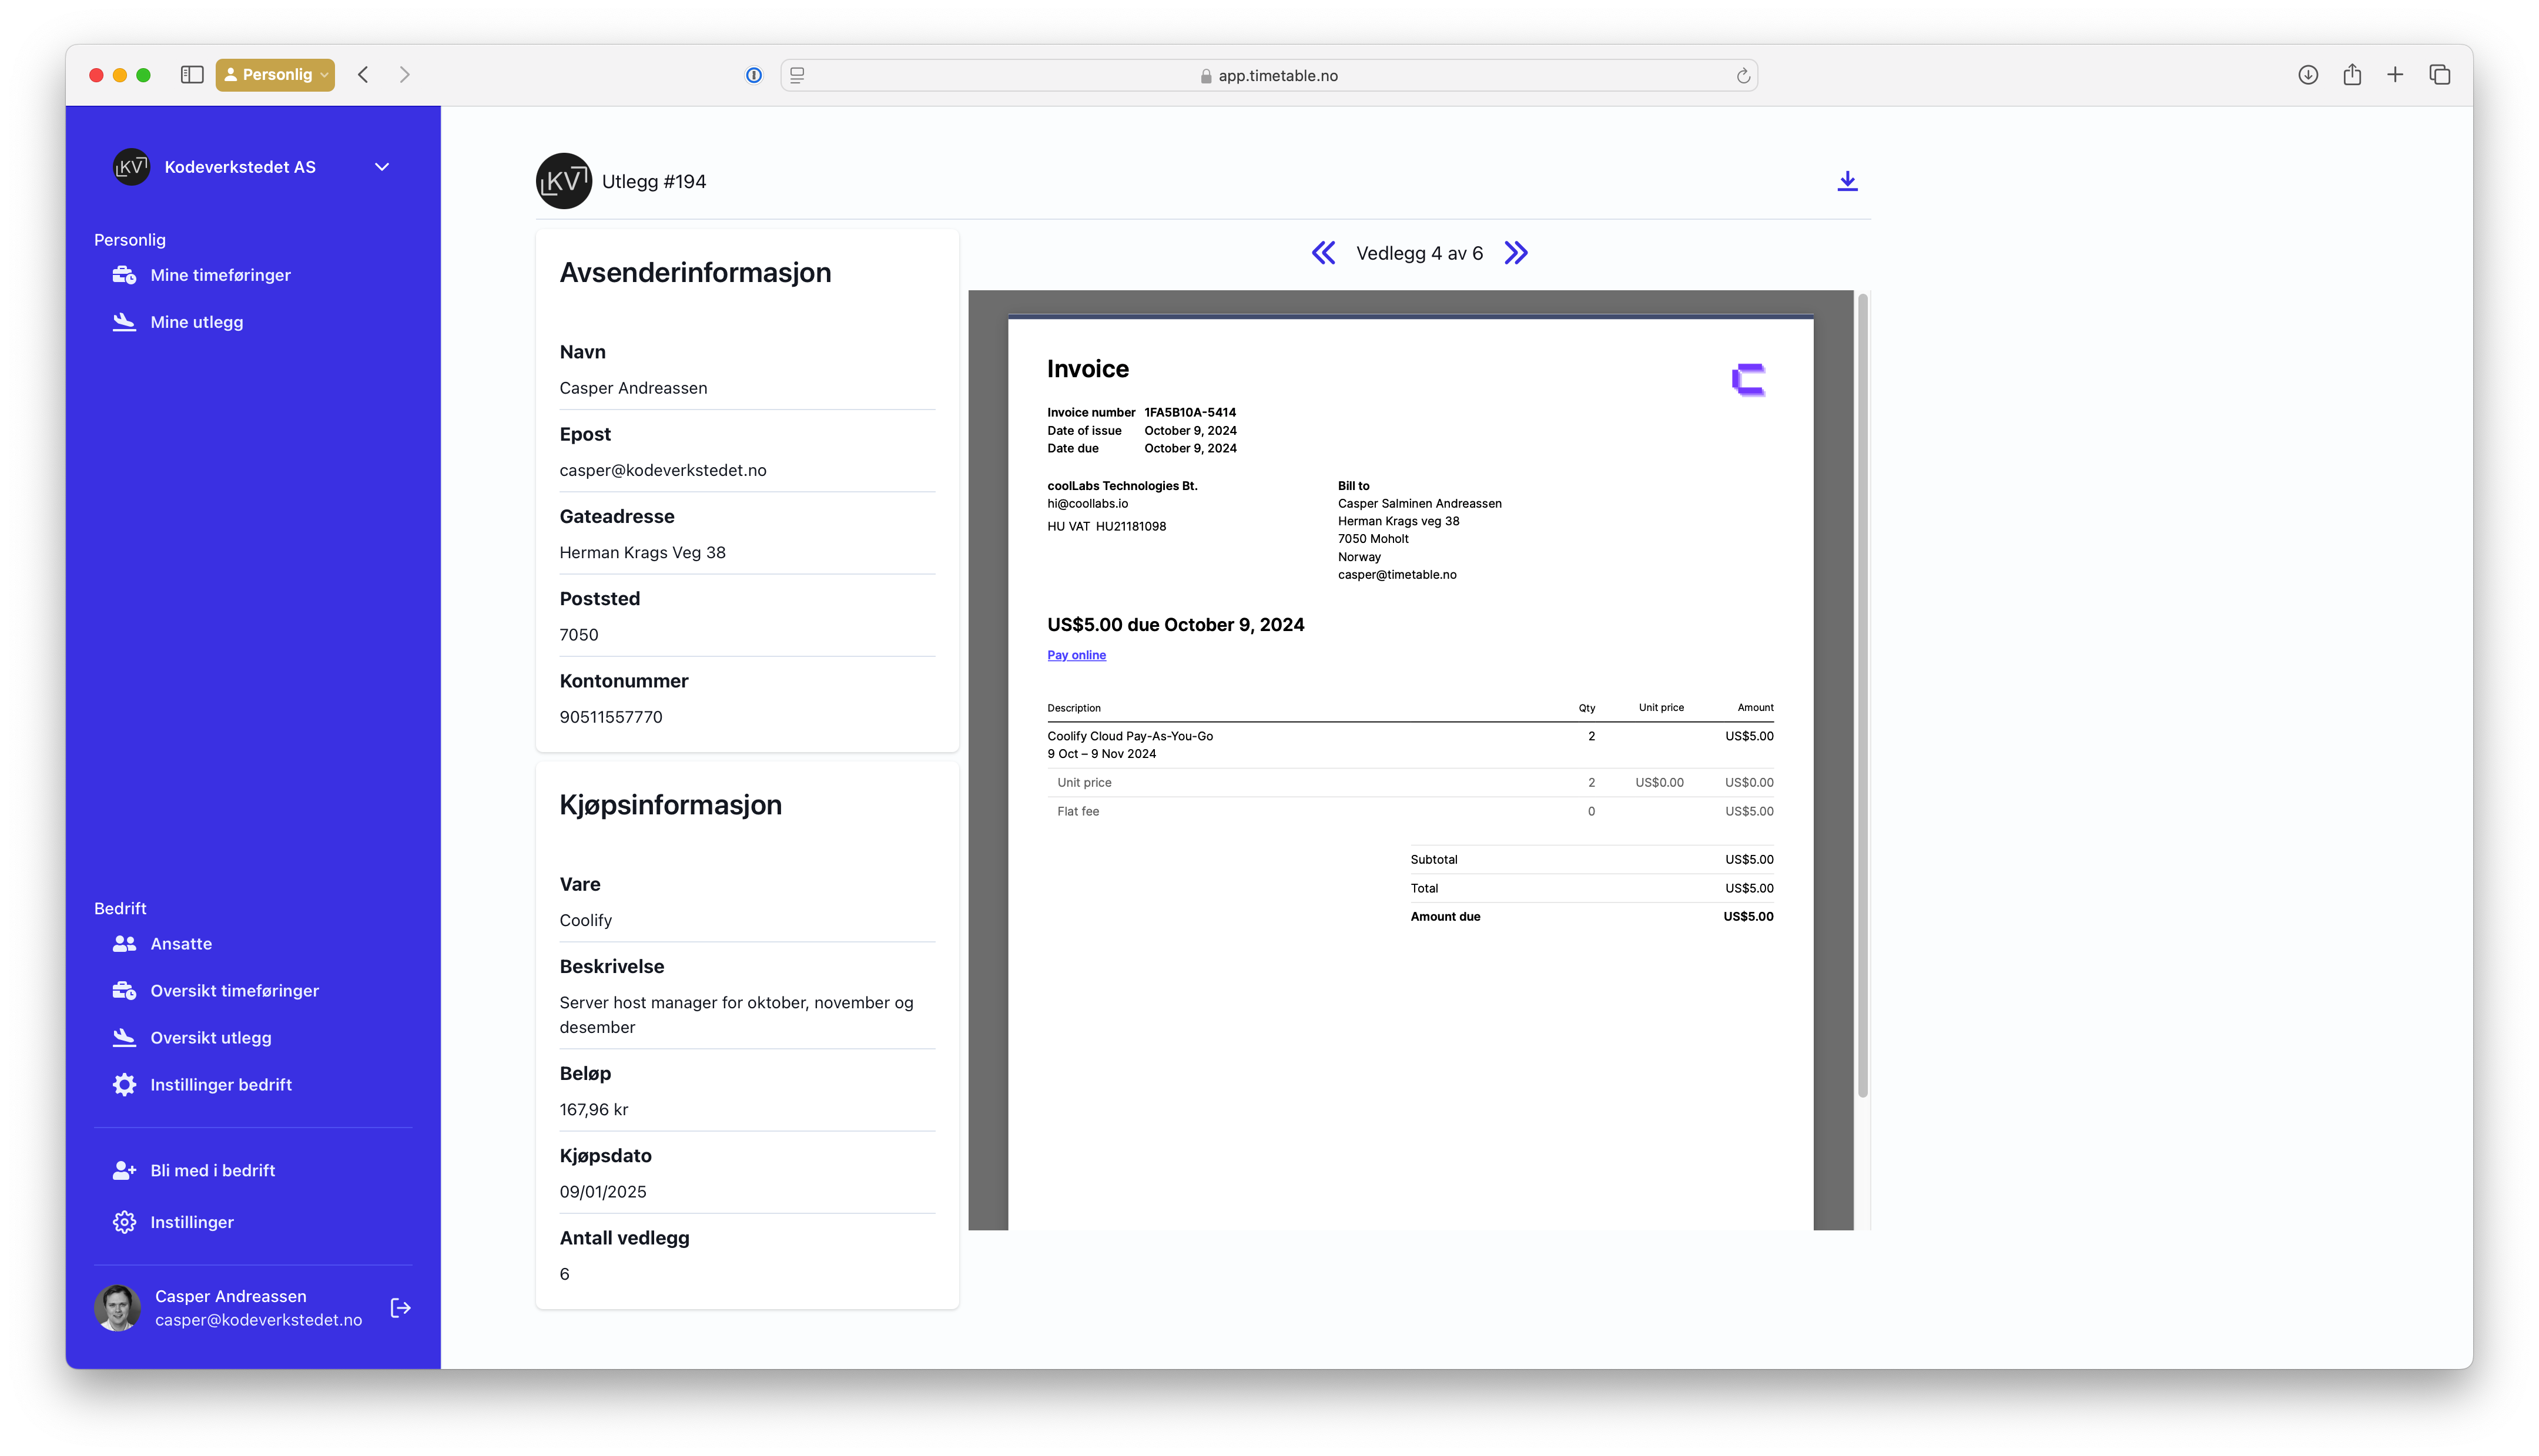 Personlig
app.timetable.no
KV
Kodeverkstedet AS
Personlig
Mine timeføringer
Mine utlegg
Bedrift
Ansatte
Oversikt timeføringer
Oversikt utlegg
Instillinger bedrift
Bli med i bedrift
Instillinger
Casper Andreassen
casper@kodeverkstedet.no
KV
Utlegg #194
Avsenderinformasjon
Navn
Casper Andreassen
Epost
casper@kodeverkstedet.no
Gateadresse
Herman Krags Veg 38
Poststed
7050
Kontonummer
90511557770
Kjøpsinformasjon
Vare
Coolify
Beskrivelse
Server host manager for oktober, november og
desember
Beløp
167,96 kr
Kjøpsdato
09/01/2025
Antall vedlegg
6
Vedlegg 4 av 6
Invoice
Invoice number 1FA5B10A-5414
Date of issue October 9, 2024
Date due October 9, 2024
coolLabs Technologies Bt.
hi@coollabs.io
HU VAT HU21181098
Bill to
Casper Salminen Andreassen
Herman Krags veg 38
7050 Moholt
Norway
casper@timetable.no
US$5.00 due October 9, 2024
Pay online
Description Qty Unit price Amount
Coolify Cloud Pay-As-You-Go 2 US$5.00
9 Oct – 9 Nov 2024
Unit price 2 US$0.00 US$0.00
Flat fee 0 US$5.00
Subtotal US$5.00
Total US$5.00
Amount due US$5.00